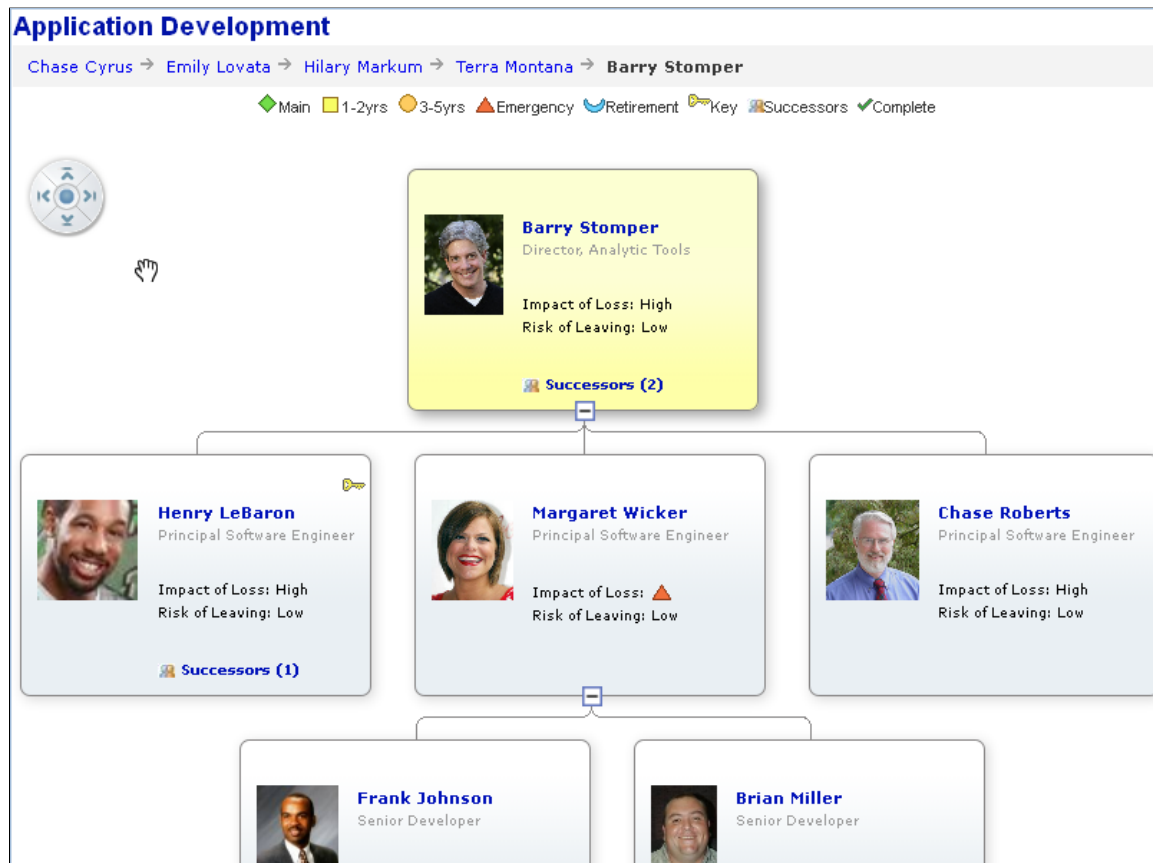 Application Development
Chase Cyrus → Emily Lovata → Hilary Markum → Terra Montana → Barry Stomper
Main 1-2yrs 3-5yrs Emergency Retirement Key Successors Complete
Barry Stomper
Director, Analytic Tools
Impact of Loss: High
Risk of Leaving: Low
Successors (2)
Henry LeBaron
Principal Software Engineer
Impact of Loss: High
Risk of Leaving: Low
Successors (1)
Margaret Wicker
Principal Software Engineer
Impact of Loss:
Risk of Leaving: Low
Chase Roberts
Principal Software Engineer
Impact of Loss: High
Risk of Leaving: Low
Frank Johnson
Senior Developer
Brian Miller
Senior Developer